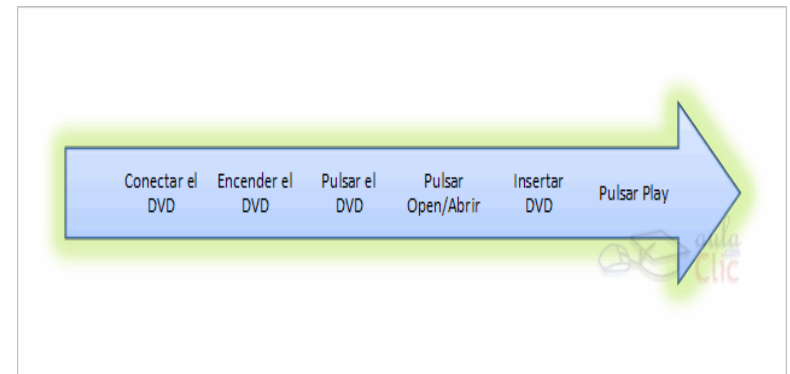 Conectar el
DVD
Encender el
DVD
Pulsar el
DVD
Pulsar
Open/Abrir
Insertar
DVD
Pulsar Play
aula
Clic